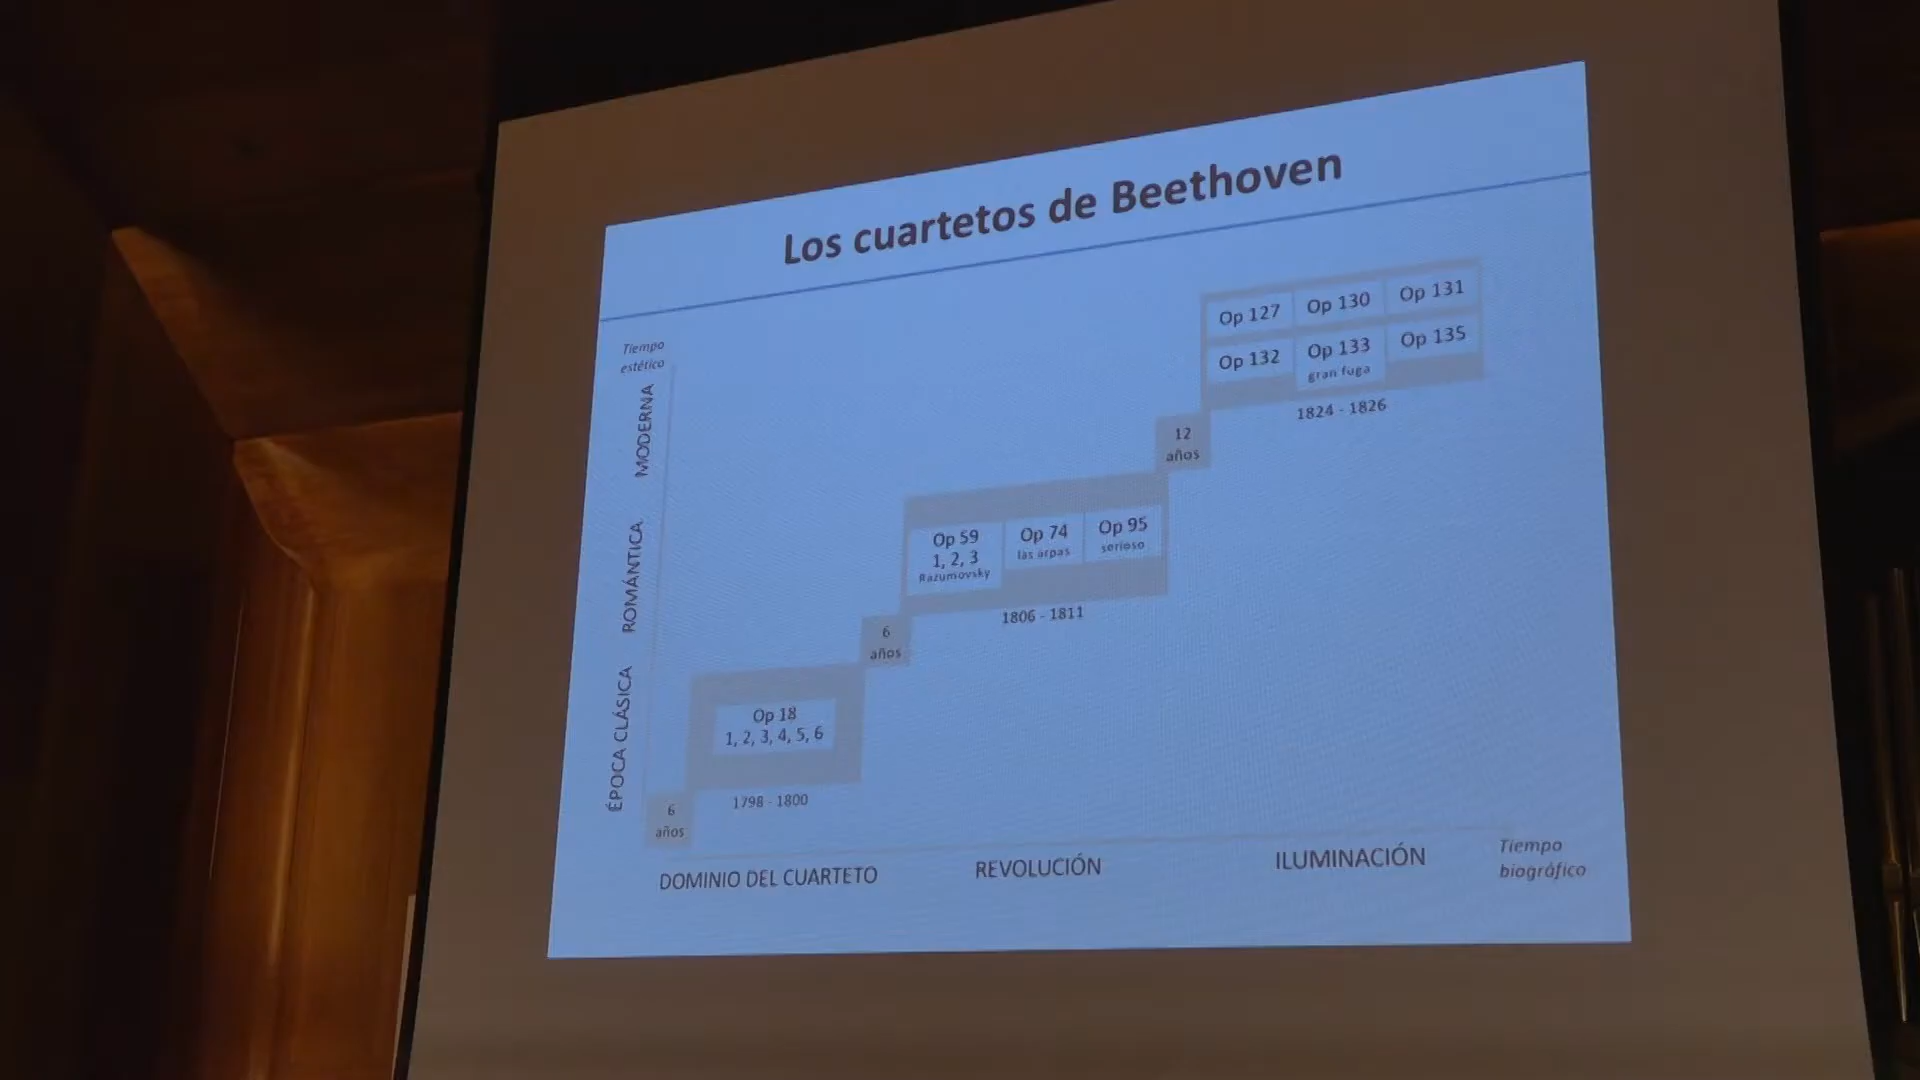 Los cuartetos de Beethoven
Tiempo
estético
MODERNA
ROMÁNTICA
ÉPOCA CLÁSICA
Op 127
Op 130
Op 131
Op 132
Op 133
gran fuga
Op 135
1824 - 1826
12
años
Op 59
1, 2, 3
Razumovsky
Op 74
las arpas
Op 95
serioso
1806 - 1811
6
años
Op 18
1, 2, 3, 4, 5, 6
1798 - 1800
6
años
DOMINIO DEL CUARTETO
REVOLUCIÓN
ILUMINACIÓN
Tiempo
biográfico